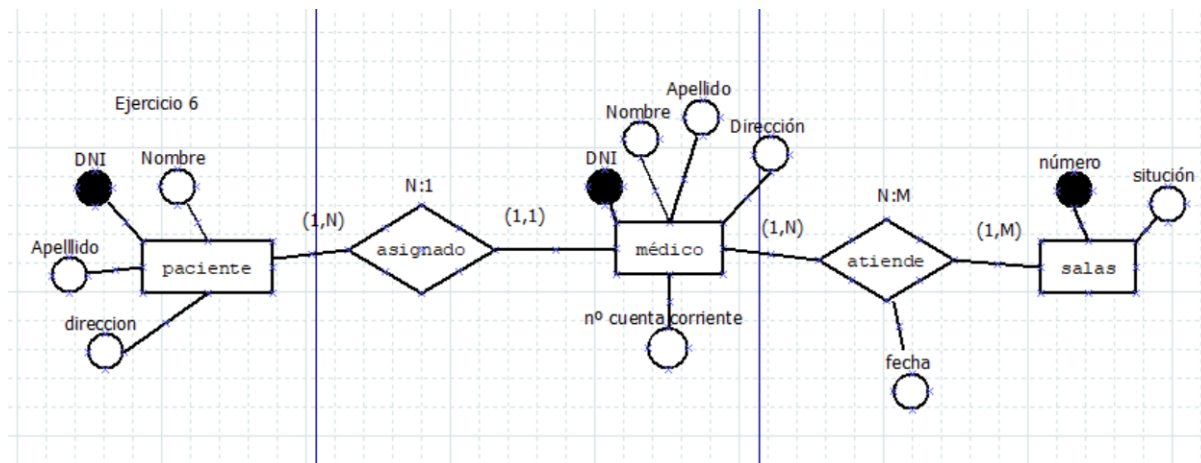 Ejercicio 6
DNI
Nombre
Apelllido
direccion
paciente
(1,N)
N:1
asignado
(1,1)
DNI
Nombre
Apellido
Dirección
médico
nº cuenta corriente
(1,N)
N:M
atiende
fecha
(1,M)
número
situción
salas